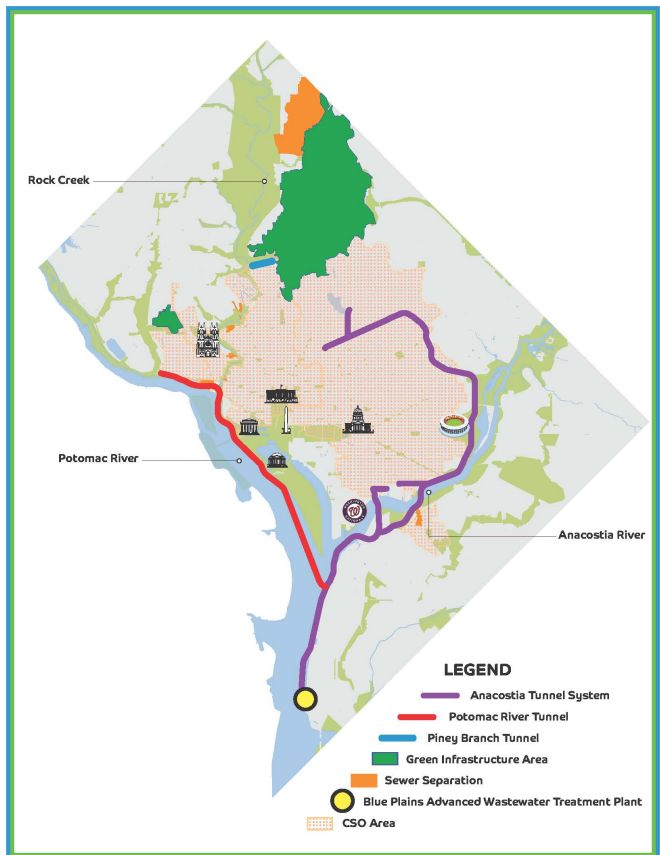 Rock Creek
Potomac River
W
Anacostia River
LEGEND
Anacostia Tunnel System
Potomac River Tunnel
Piney Branch Tunnel
Green Infrastructure Area
Sewer Separation
Blue Plains Advanced Wastewater Treatment Plant
CSO Area